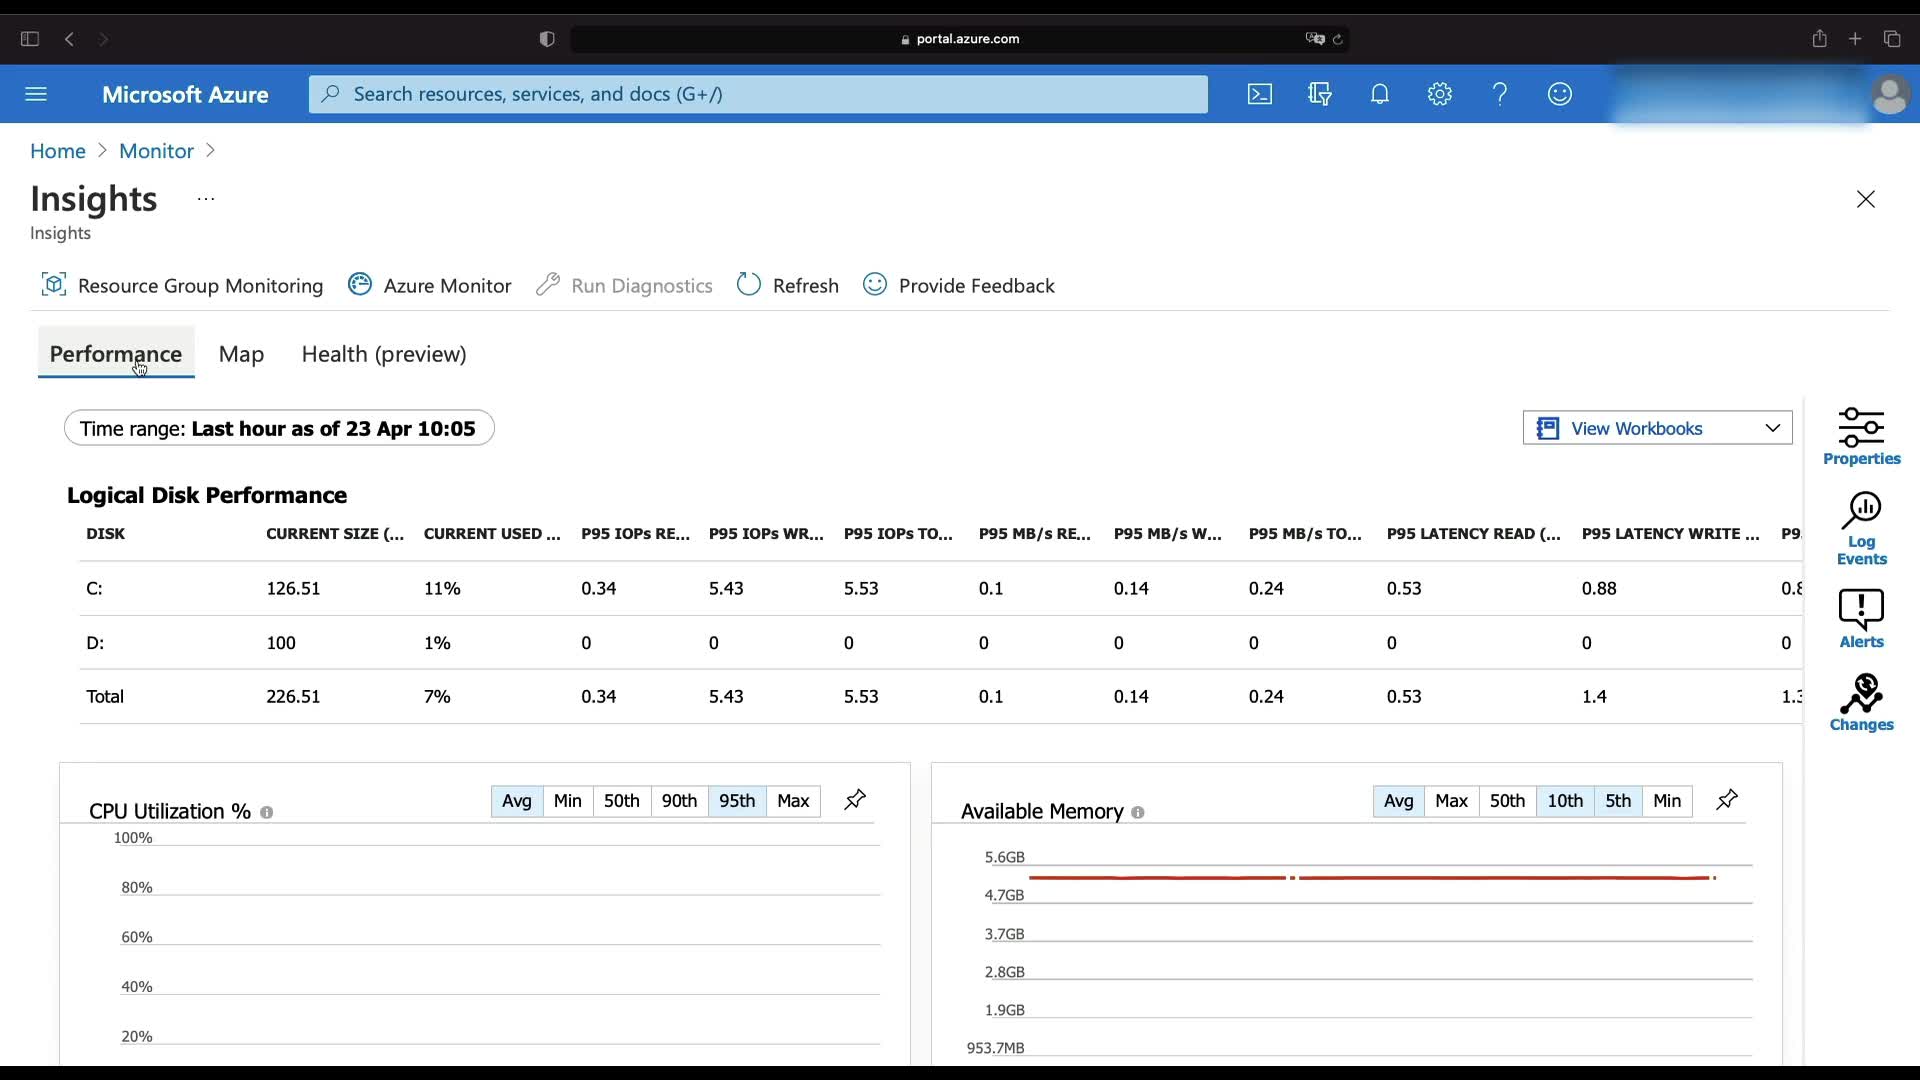 portal.azure.com
Microsoft Azure
Search resources, services, and docs (G+/)
Home > Monitor >
Insights ...
Insights
Resource Group Monitoring Azure Monitor Run Diagnostics Refresh Provide Feedback
Performance Map Health (preview)
Time range: Last hour as of 23 Apr 10:05
View Workbooks
Logical Disk Performance
DISK CURRENT SIZE (... CURRENT USED ... P95 IOPs RE... P95 IOPs WR... P95 IOPs TO... P95 MB/s RE... P95 MB/s W... P95 MB/s TO... P95 LATENCY READ (... P95 LATENCY WRITE ... P9
C: 126.51 11% 0.34 5.43 5.53 0.1 0.14 0.24 0.53 0.88
D: 100 1% 0 0 0 0 0 0 0 0 0
Total 226.51 7% 0.34 5.43 5.53 0.1 0.14 0.24 0.53 1.4
Properties
Log
Events
Alerts
Changes
CPU Utilization %
Avg Min 50th 90th 95th Max
100%
80%
60%
40%
20%
Available Memory
Avg Max 50th 10th 5th Min
5.6GB
4.7GB
3.7GB
2.8GB
1.9GB
953.7MB